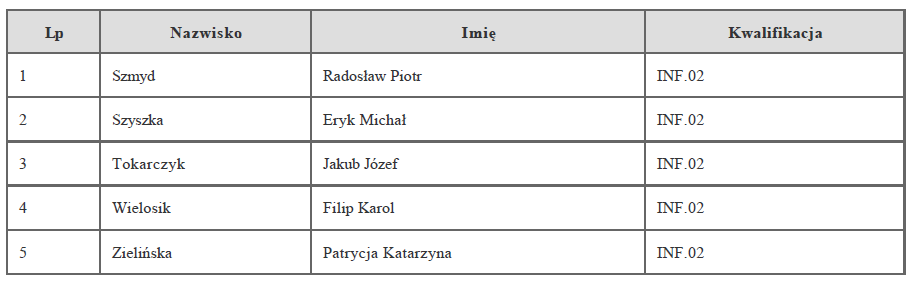 Lp Nazwisko Imię Kwalifikacja
1 Szmyd Radosław Piotr INF.02
2 Szyszka Eryk Michał INF.02
3 Tokarczyk Jakub Józef INF.02
4 Wielosik Filip Karol INF.02
5 Zielińska Patrycja Katarzyna INF.02